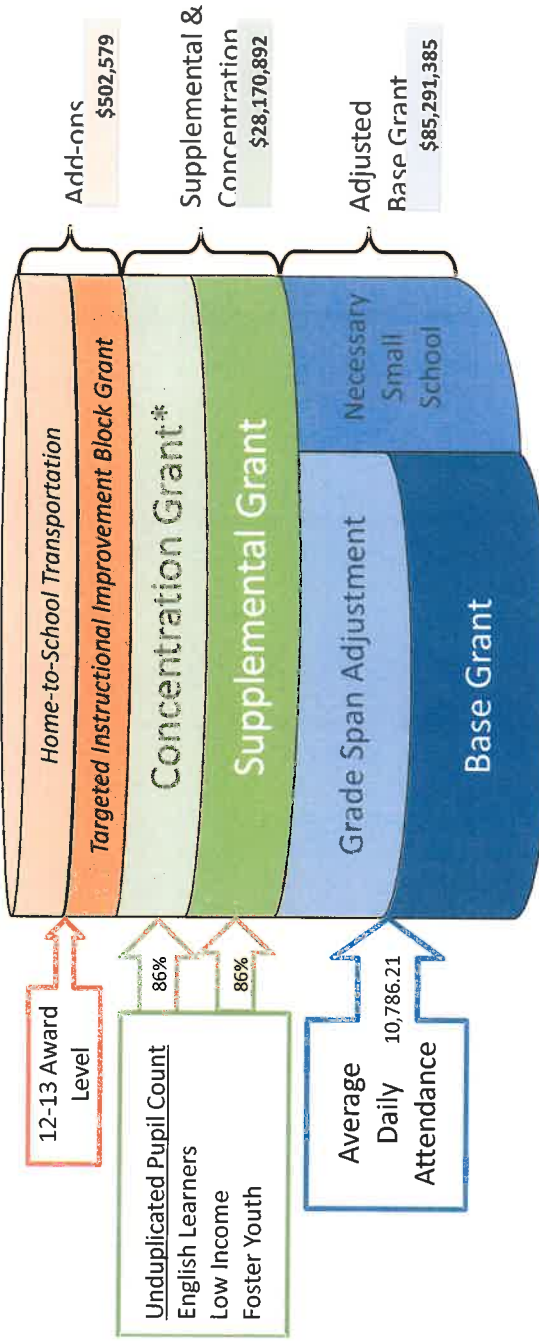 12-13 Award
Level
Unduplicated Pupil Count
English Learners
Low Income
Foster Youth
86%
86%
Average
Daily
Attendance
10,786.21
Home-to-School Transportation
Targeted Instructional Improvement Block Grant
Concentration Grant*
Supplemental Grant
Grade Span Adjustment
Necessary
Small
School
Base Grant
Add-ons
$502,579
Supplemental &
Concentration
$28,170,892
Adjusted
Base Grant
$85,291,385